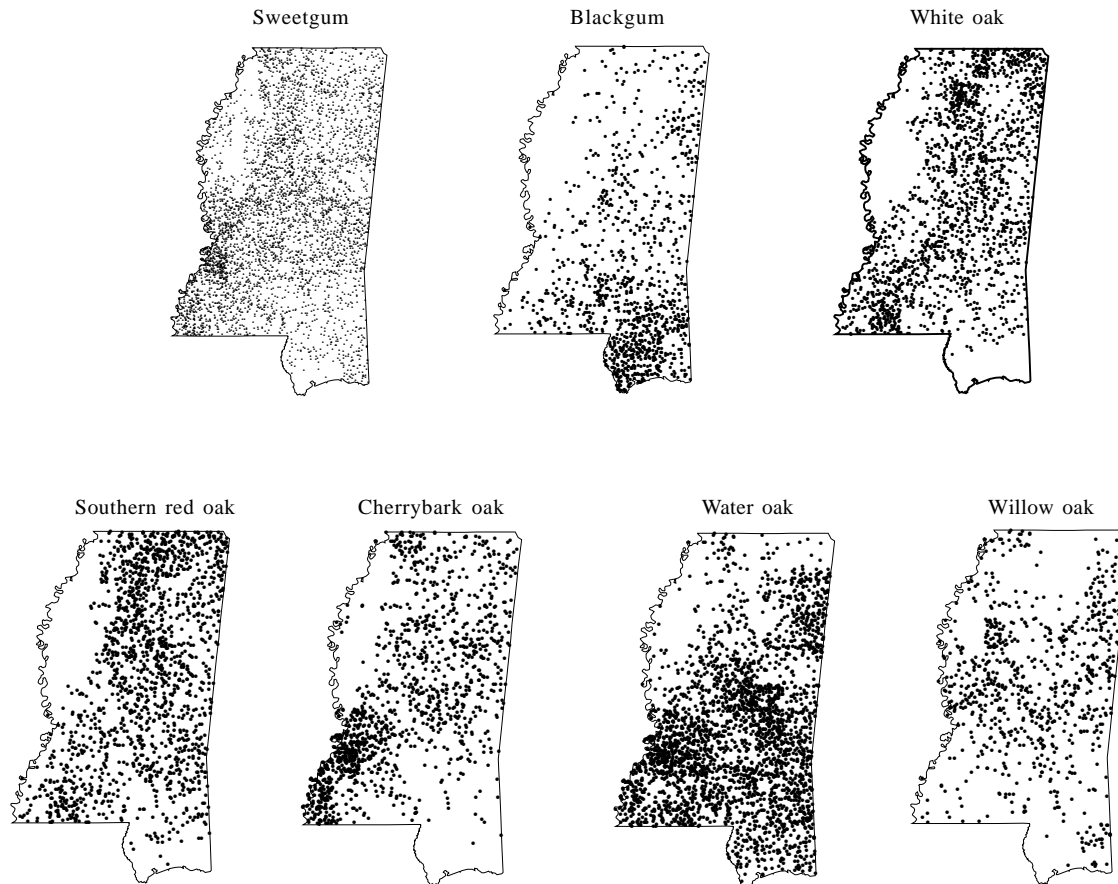 Sweetgum
Blackgum
White oak
Southern red oak
Cherrybark oak
Water oak
Willow oak